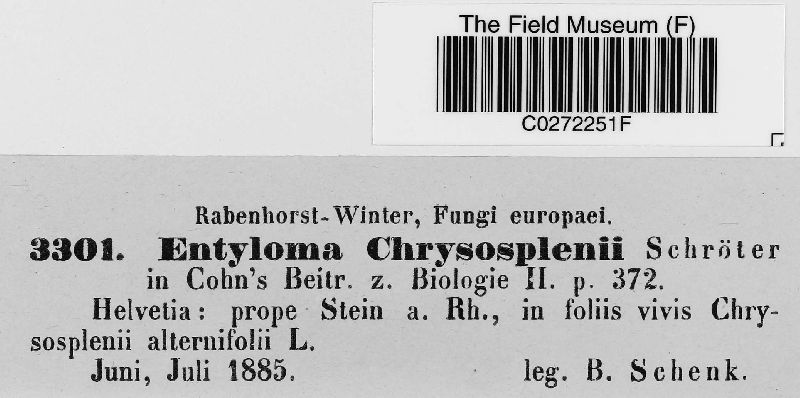 The Field Museum (F)
C0272251F
Rabenhorst-Winter, Fungi europaei.
3301. Entyloma Chrysosplenii Schröter
in Cohn's Beitr. z. Biologie II. p. 372.
Helvetia: prope Stein a. Rh., in foliis vivis Chry-
sosplenii alternifolii L.
Juni, Juli 1885. leg. B. Schenk.